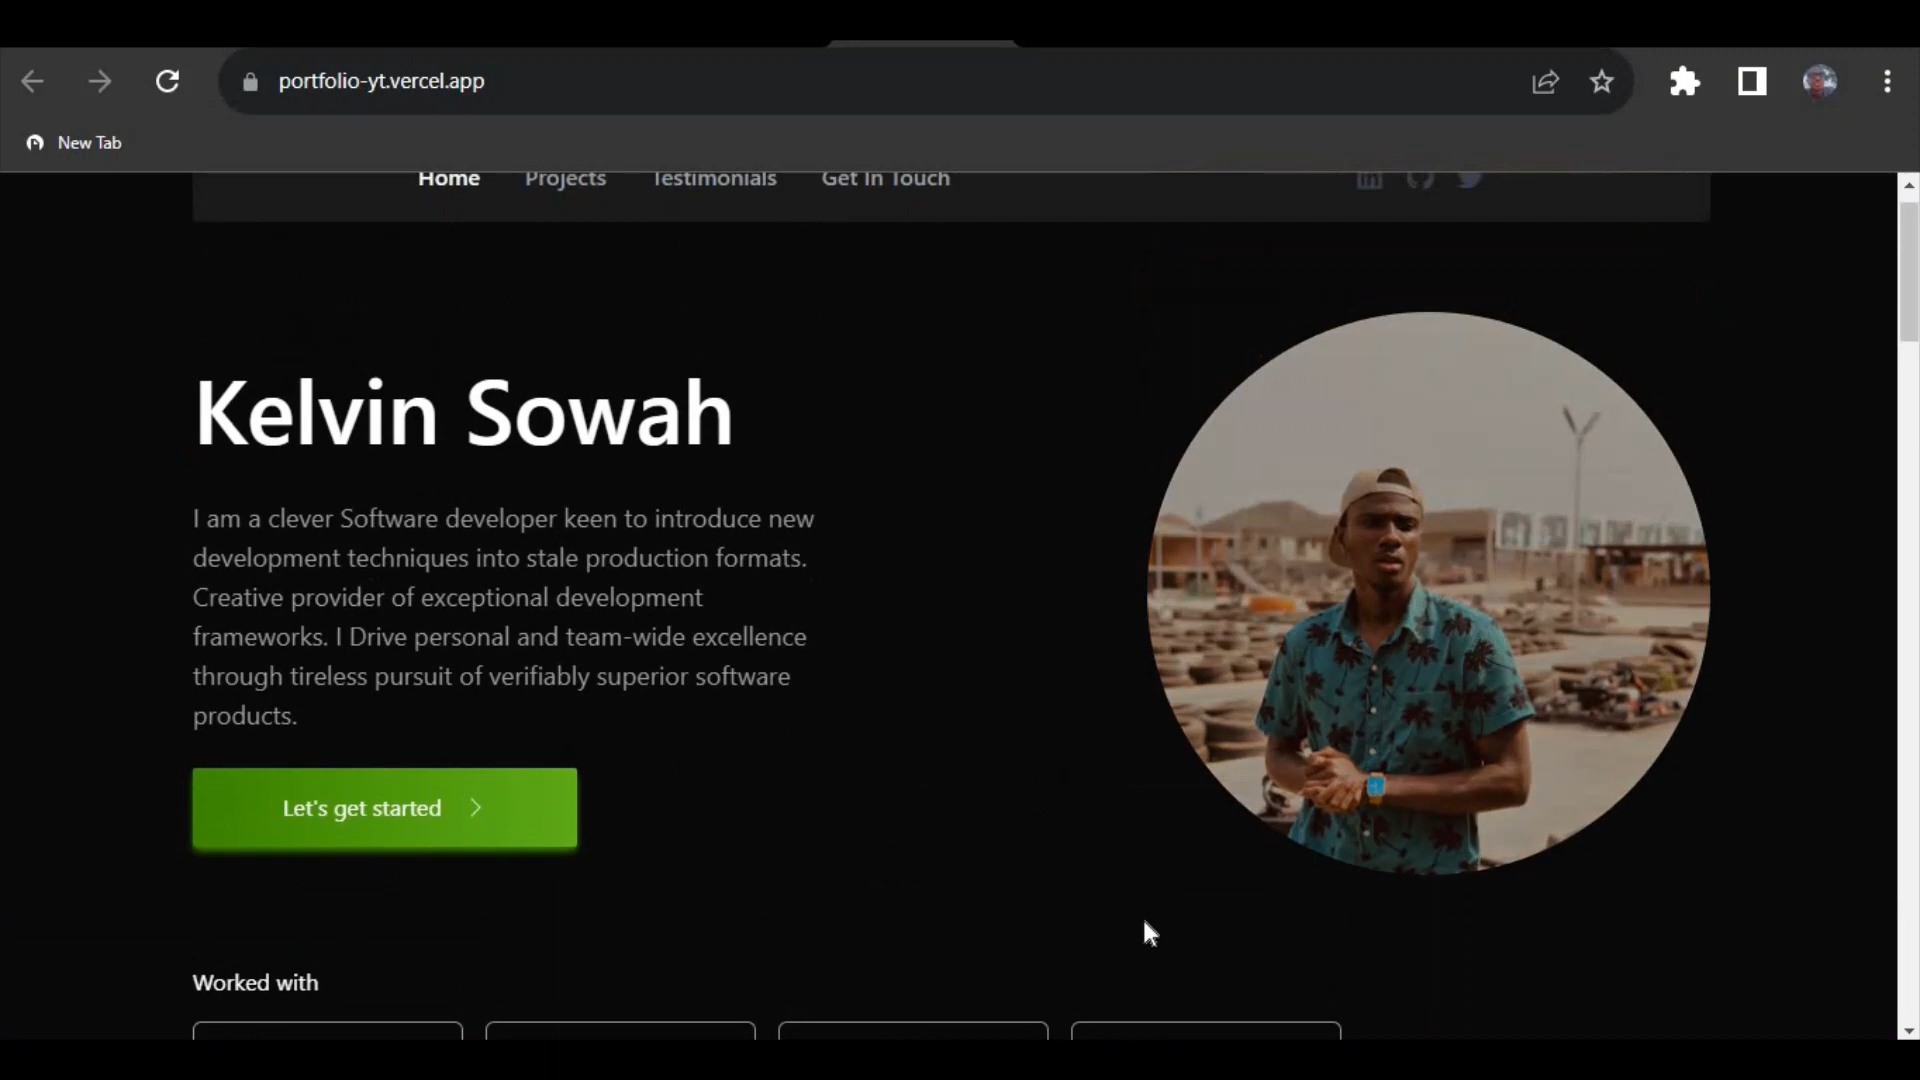 portfolio-yt.vercel.app
New Tab
Home Projects Testimonials Get In Touch
Kelvin Sowah
I am a clever Software developer keen to introduce new
development techniques into stale production formats.
Creative provider of exceptional development
frameworks. I Drive personal and team-wide excellence
through tireless pursuit of verifiably superior software
products.
Let's get started
Worked with